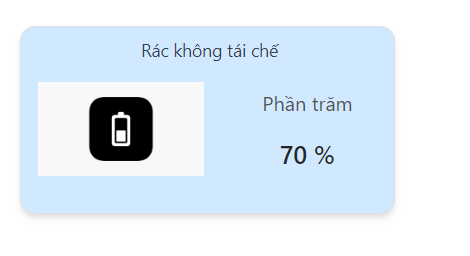 Rác không tái chế
Phần trăm
70 %